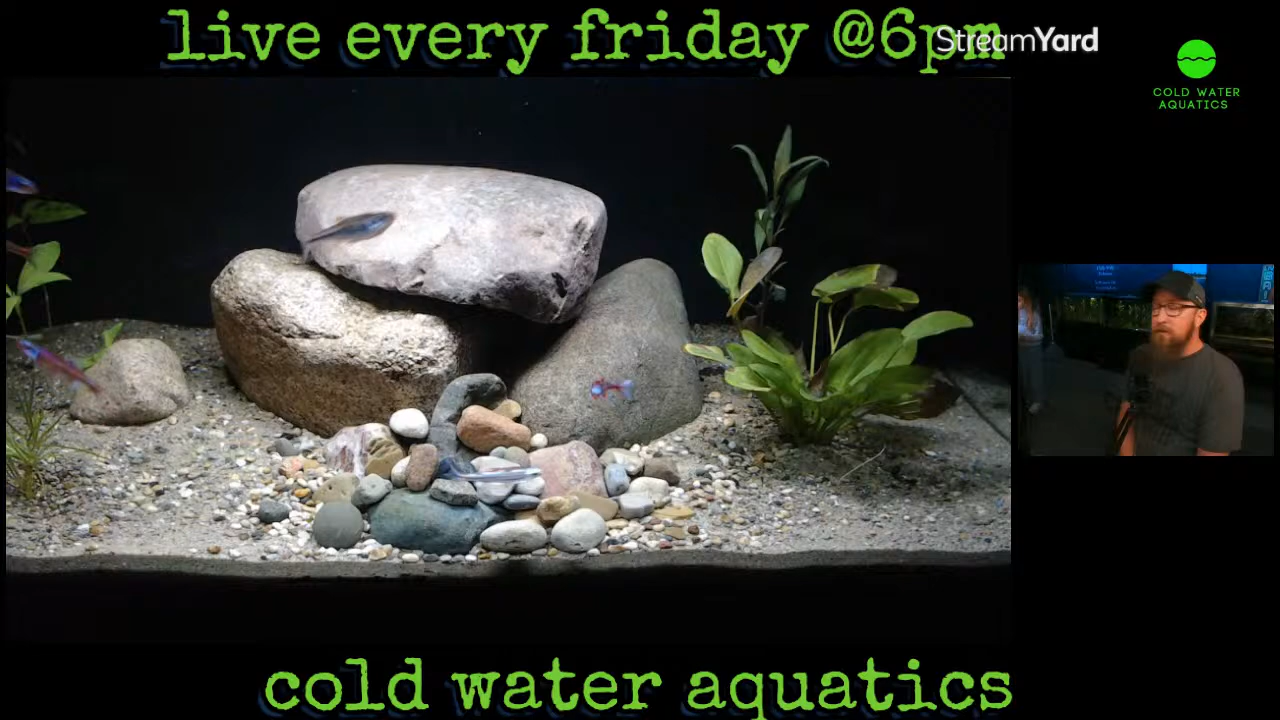 live every friday @6pm
StreamYard
COLD WATER
AQUATICS
cold water aquatics